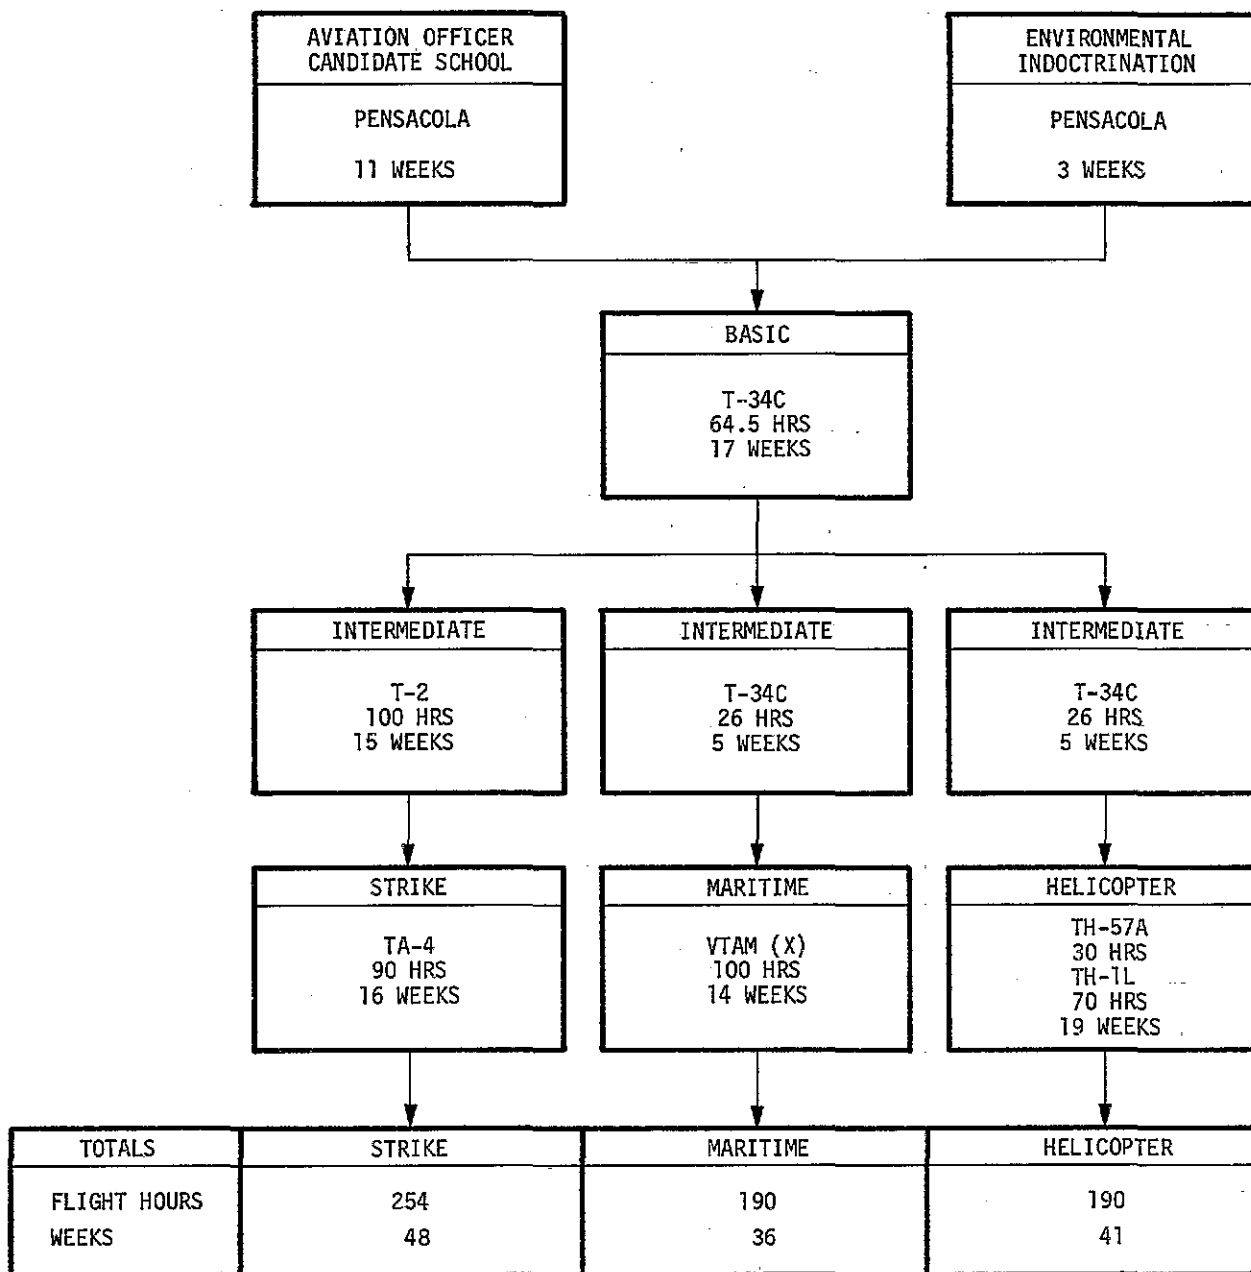 AVIATION OFFICER
CANDIDATE SCHOOL
PENSACOLA
11 WEEKS
ENVIRONMENTAL
INDOCTRINATION
PENSACOLA
3 WEEKS
BASIC
T-34C
64.5 HRS
17 WEEKS
INTERMEDIATE
T-2
100 HRS
15 WEEKS
INTERMEDIATE
T-34C
26 HRS
5 WEEKS
INTERMEDIATE
T-34C
26 HRS
5 WEEKS
STRIKE
TA-4
90 HRS
16 WEEKS
MARITIME
VTAM (X)
100 HRS
14 WEEKS
HELICOPTER
TH-57A
30 HRS
TH-1L
70 HRS
19 WEEKS
TOTALS STRIKE MARITIME HELICOPTER
FLIGHT HOURS 254 190 190
WEEKS 48 36 41